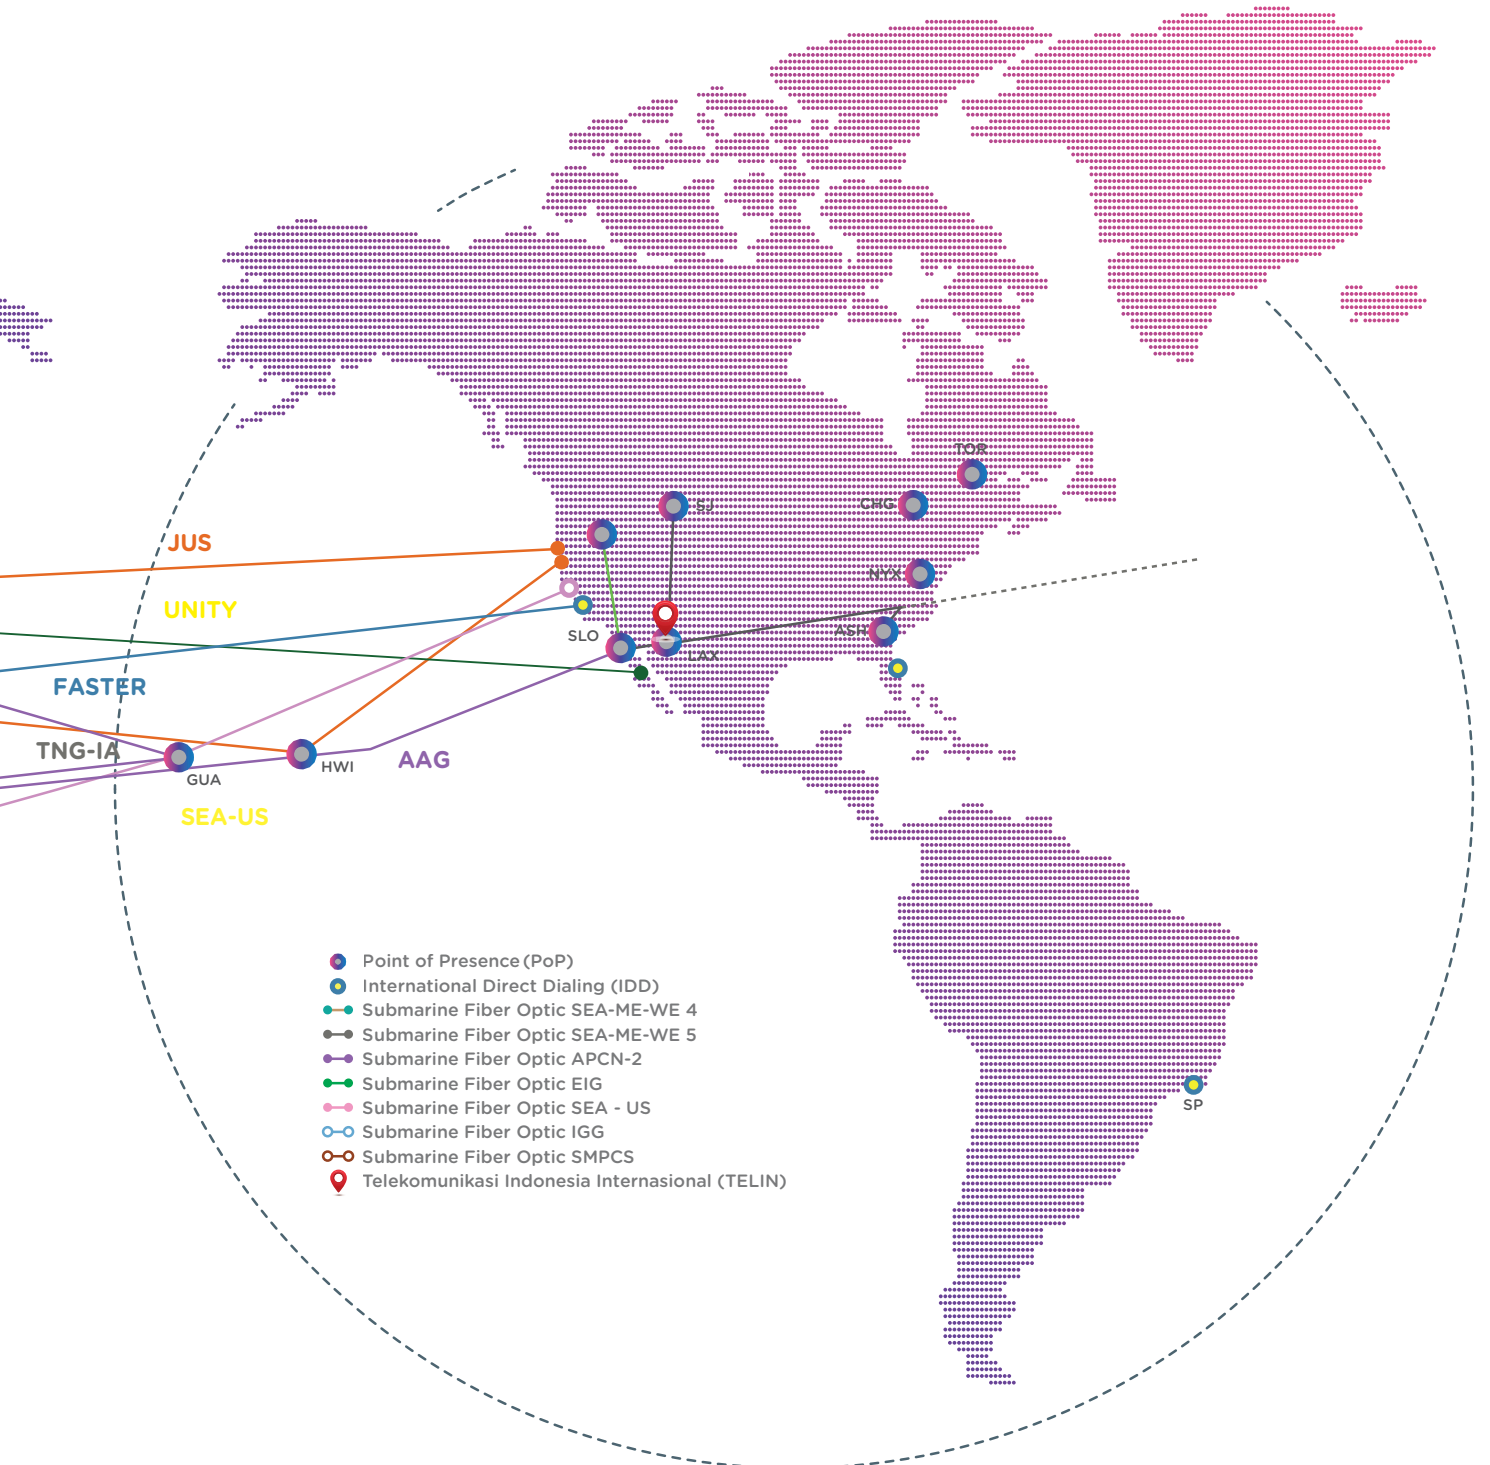 TOR
SJ
CHG
JUS
NYX
UNITY
SLO
ASH
LAX
FASTER
TNG-IA
AAG
HWI
GUA
SEA-US
Point of Presence (PoP)
International Direct Dialing (IDD)
Submarine Fiber Optic SEA-ME-WE 4
Submarine Fiber Optic SEA-ME-WE 5
Submarine Fiber Optic APCN-2
Submarine Fiber Optic EIG
Submarine Fiber Optic SEA - US
Submarine Fiber Optic IGG
Submarine Fiber Optic SMPCS
Telekomunikasi Indonesia Internasional (TELIN)
SP